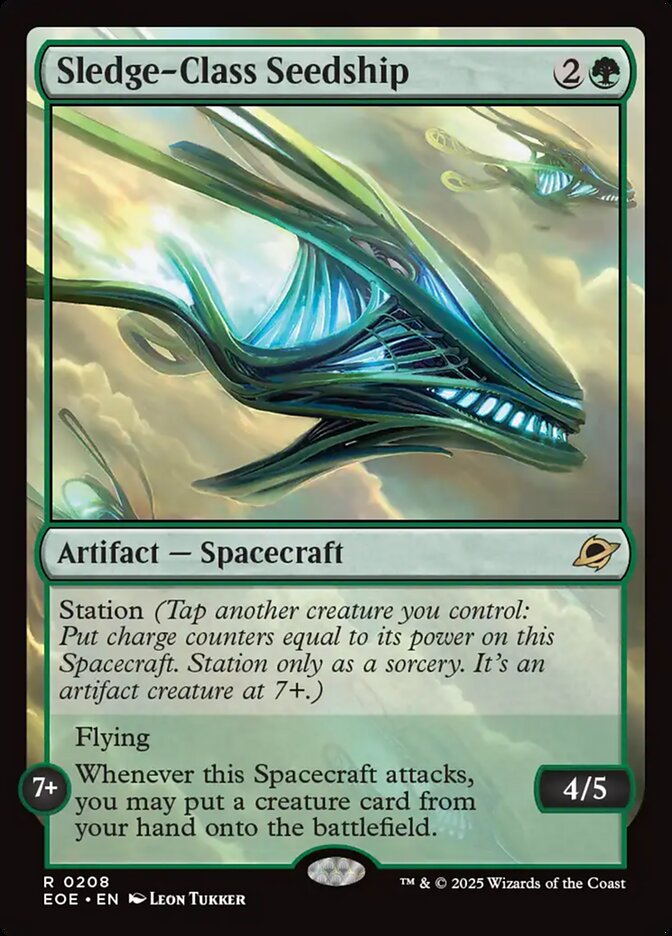 Sledge-Class Seedship 2
Artifact — Spacecraft
Station (Tap another creature you control:
Put charge counters equal to its power on this
Spacecraft. Station only as a sorcery. It's an
artifact creature at 7+.)
Flying
7+ Whenever this Spacecraft attacks,
you may put a creature card from
your hand onto the battlefield.
4/5
R 0208
EOE • EN Leon Tukker
™ & © 2025 Wizards of the Coast